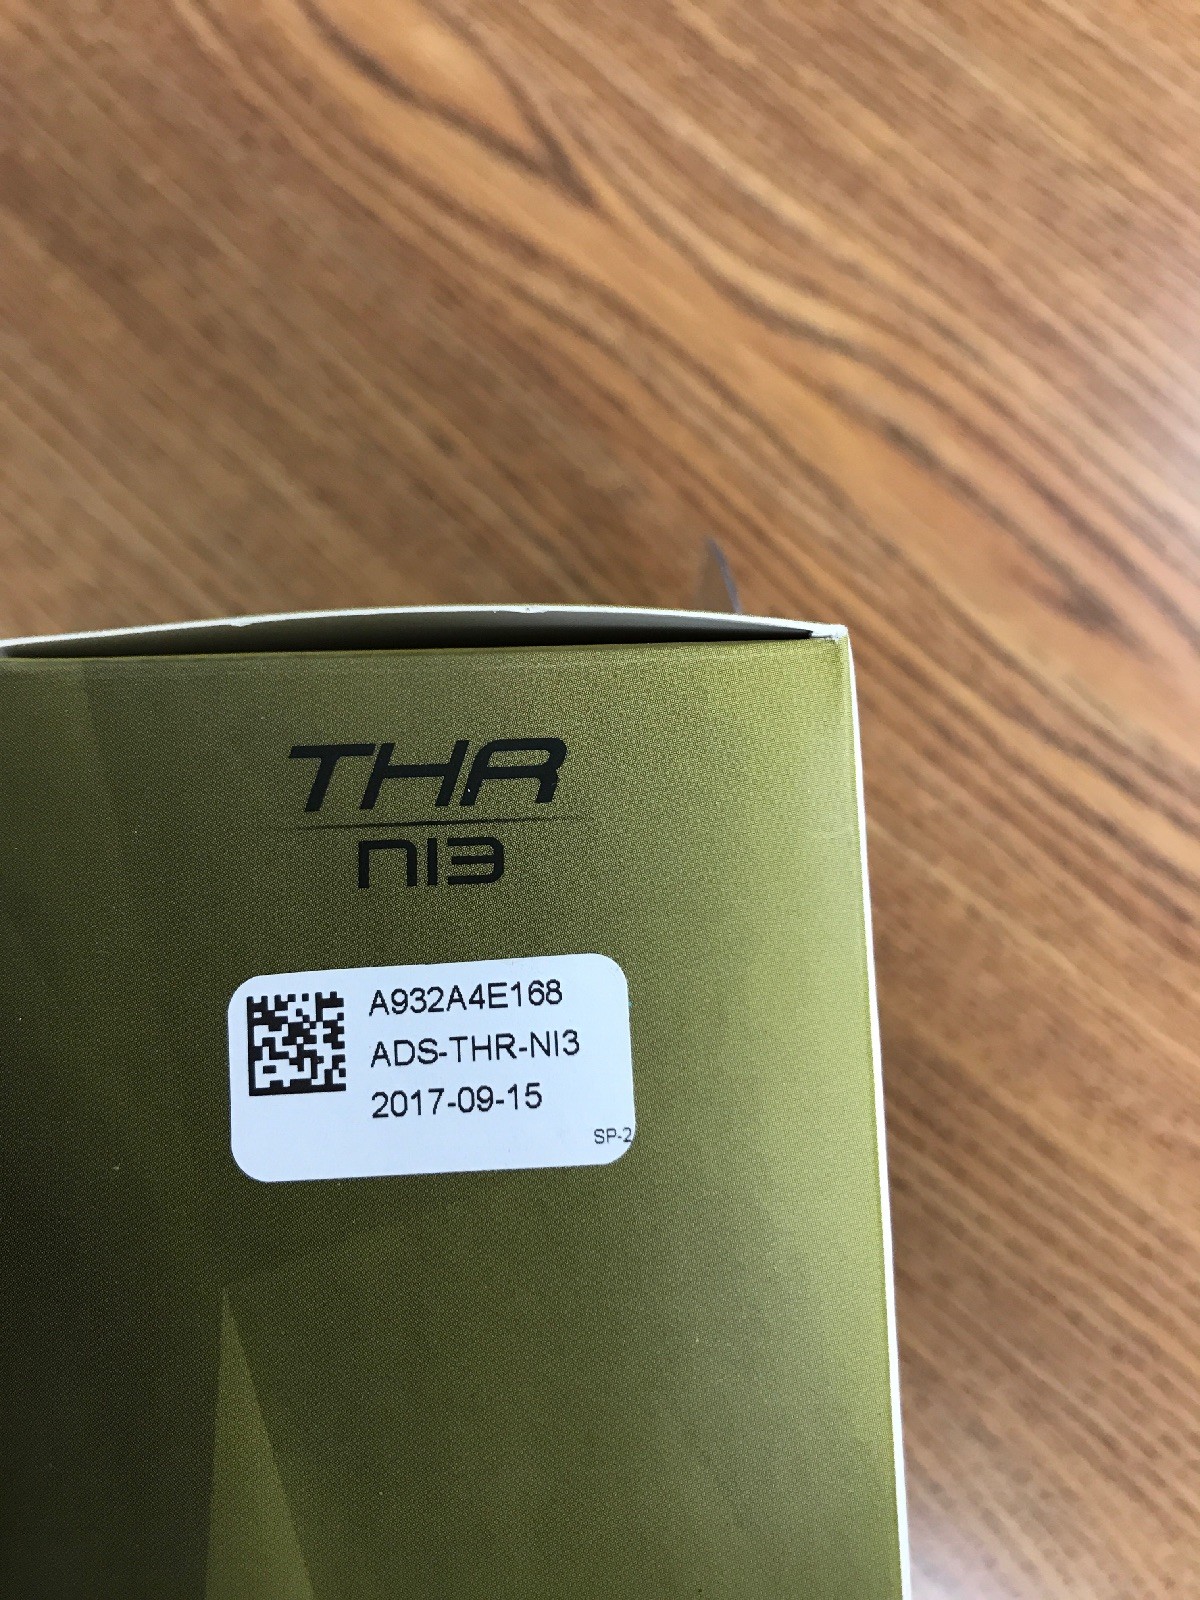 THR
NI3
A932A4E168
ADS-THR-NI3
2017-09-15
SP-2